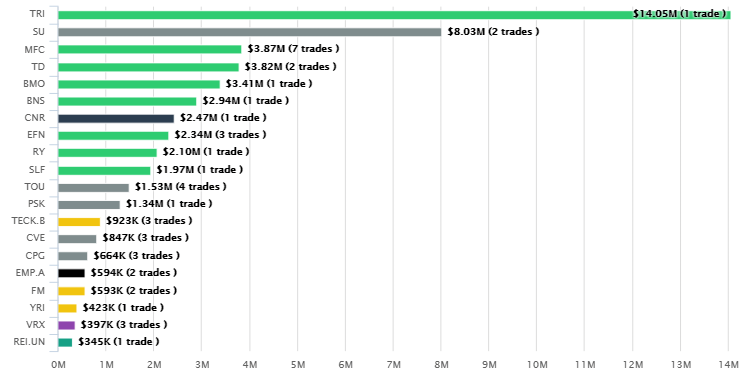 TRI $14.05M (1 trade )
SU $8.03M (2 trades )
MFC $3.87M (7 trades )
TD $3.82M (2 trades )
BMO $3.41M (1 trade )
BNS $2.94M (1 trade )
CNR $2.47M (1 trade )
EFN $2.34M (3 trades )
RY $2.10M (1 trade )
SLF $1.97M (1 trade )
TOU $1.53M (4 trades )
PSK $1.34M (1 trade )
TECK.B $923K (3 trades )
CVE $847K (3 trades )
CPG $664K (3 trades )
EMP.A $594K (2 trades )
FM $593K (2 trades )
YRI $423K (1 trade )
VRX $397K (3 trades )
REI.UN $345K (1 trade )
0M 1M 2M 3M 4M 5M 6M 7M 8M 9M 10M 11M 12M 13M 14M